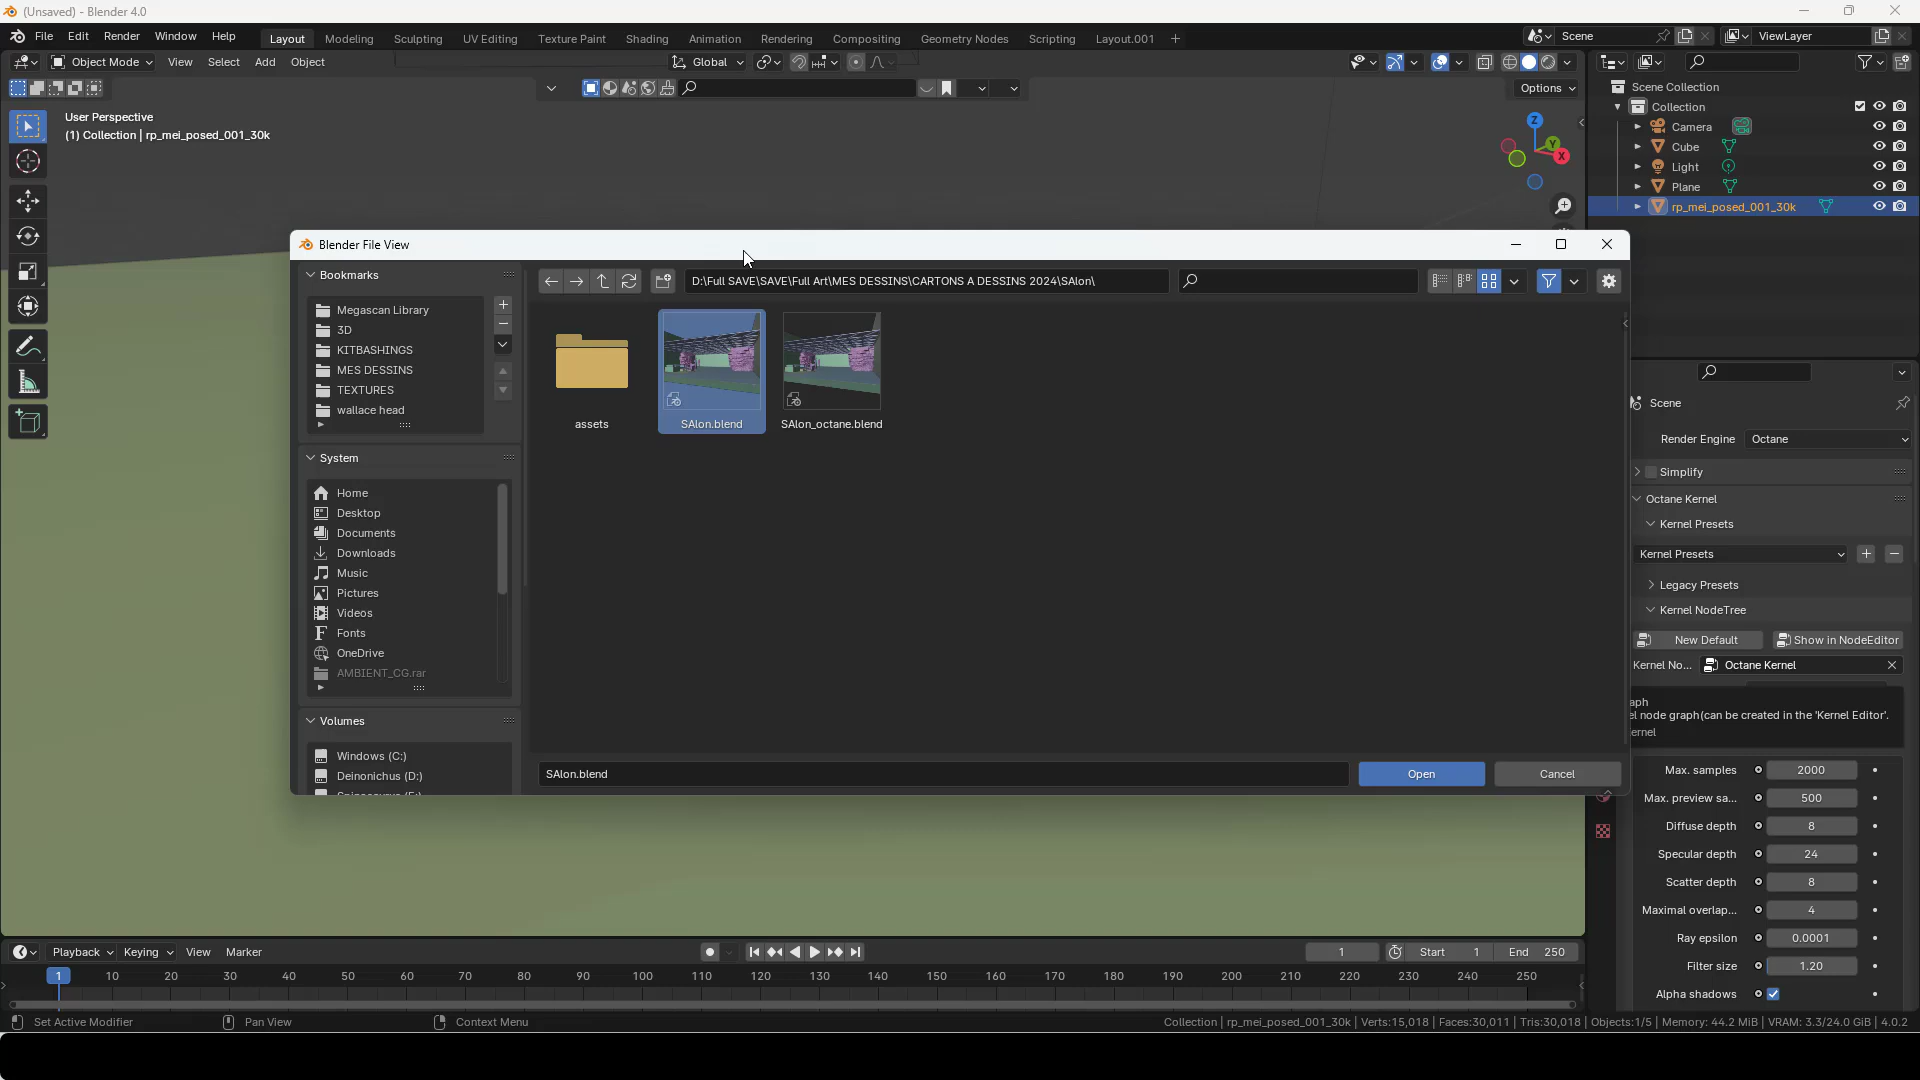 (Unsaved) - Blender 4.0
File Edit Render Window Help
Layout Modeling Sculpting UV Editing Texture Paint Shading Animation Rendering Compositing Geometry Nodes Scripting Layout.001 +
Scene
ViewLayer
Object Mode View Select Add Object
Global
Options
User Perspective
(1) Collection | rp_mei_posed_001_30k
Z
Y
X
Scene Collection
Collection
Camera
Cube
Light
Plane
rp_mei_posed_001_30k
Blender File View
Bookmarks
Megascan Library
3D
KITBASHINGS
MES DESSINS
TEXTURES
wallace head
System
Home
Desktop
Documents
Downloads
Music
Pictures
Videos
Fonts
OneDrive
AMBIENT_CG.rar
Volumes
Windows (C:)
Deinonichus (D:)
D:\Full SAVE\SAVE\Full Art\MES DESSINS\CARTONS A DESSINS 2024\SAlon\
assets
SAlon.blend
SAlon_octane.blend
SAlon.blend
Open
Cancel
Scene
Render Engine Octane
Simplify
Octane Kernel
Kernel Presets
Kernel Presets
Legacy Presets
Kernel NodeTree
New Default Show in NodeEditor
Kernel No... Octane Kernel
aph
el node graph(can be created in the 'Kernel Editor'.
ernel
Max. samples 2000
Max. preview sa... 500
Diffuse depth 8
Specular depth 24
Scatter depth 8
Maximal overlap... 4
Ray epsilon 0.0001
Filter size 1.20
Alpha shadows
Playback Keying View Marker
1
Start 1 End 250
1 10 20 30 40 50 60 70 80 90 100 110 120 130 140 150 160 170 180 190 200 210 220 230 240 250
Set Active Modifier Pan View Context Menu
Collection | rp_mei_posed_001_30k | Verts:15,018 | Faces:30,011 | Tris:30,018 | Objects:1/5 | Memory: 44.2 MiB | VRAM: 3.3/24.0 GiB | 4.0.2